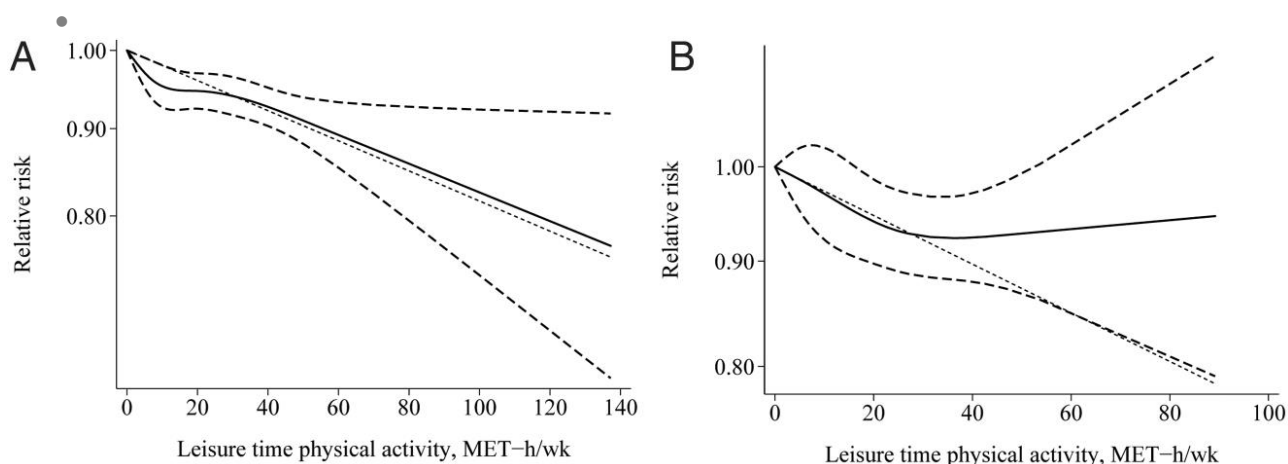 A
1.00
0.90
0.80
Relative risk
0 20 40 60 80 100 120 140
Leisure time physical activity, MET−h/wk
B
1.00
0.90
0.80
Relative risk
0 20 40 60 80 100
Leisure time physical activity, MET−h/wk